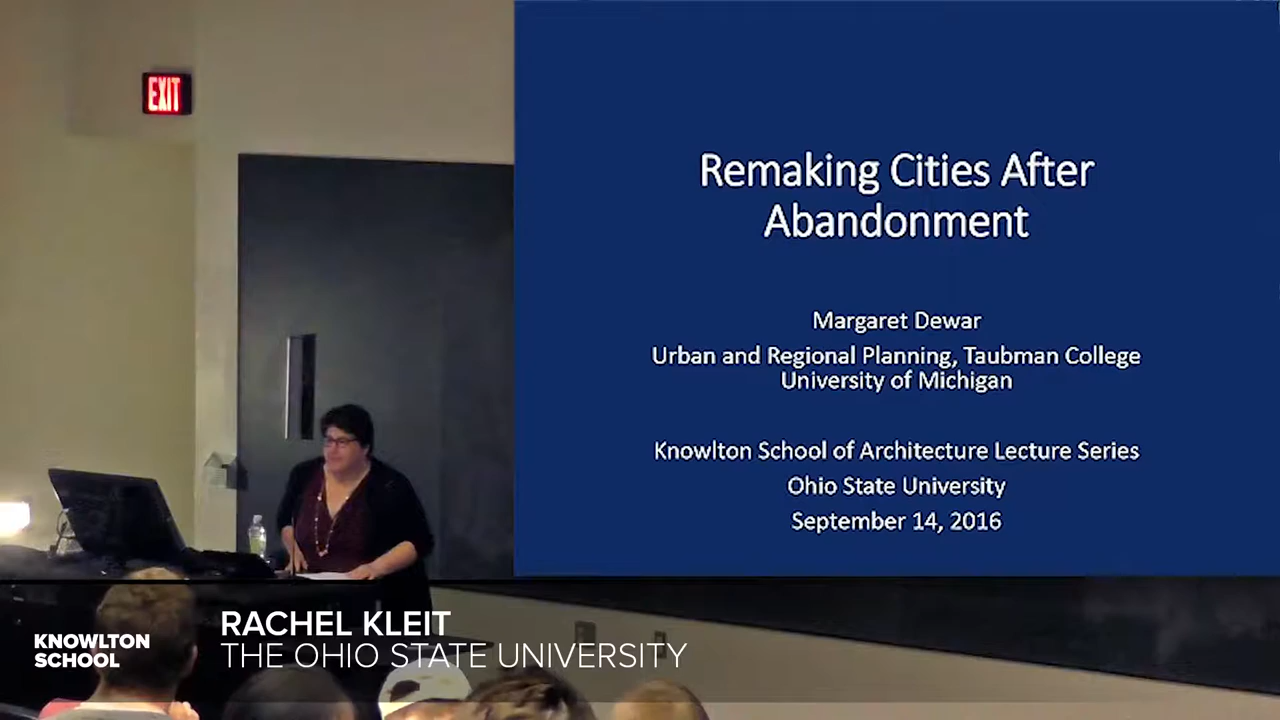 EXIT
Remaking Cities After
Abandonment
Margaret Dewar
Urban and Regional Planning, Taubman College
University of Michigan
Knowlton School of Architecture Lecture Series
Ohio State University
September 14, 2016
KNOWLTON
SCHOOL
RACHEL KLEIT
THE OHIO STATE UNIVERSITY